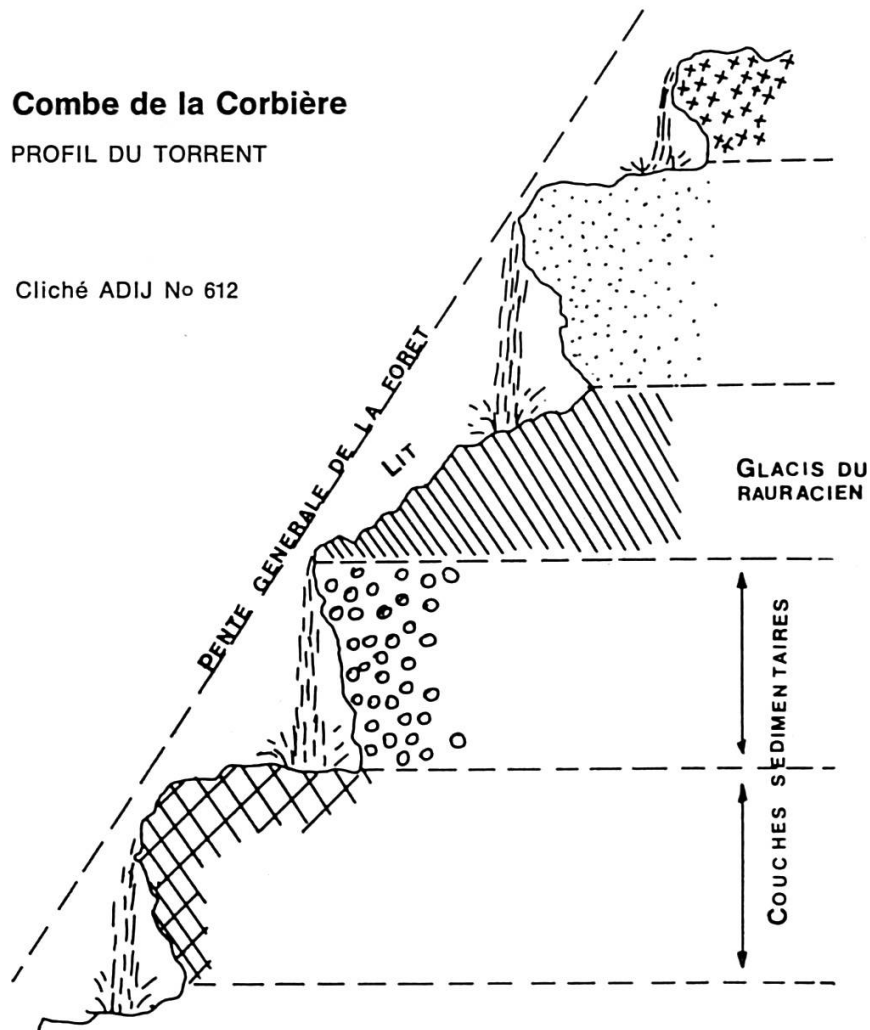 Combe de la Corbière
PROFIL DU TORRENT
Cliché ADIJ No 612
PENTE GENERALE DE LA FORET
LIT
GLACIS DU
RAURACIEN
COUCHES SEDIMENTAIRES